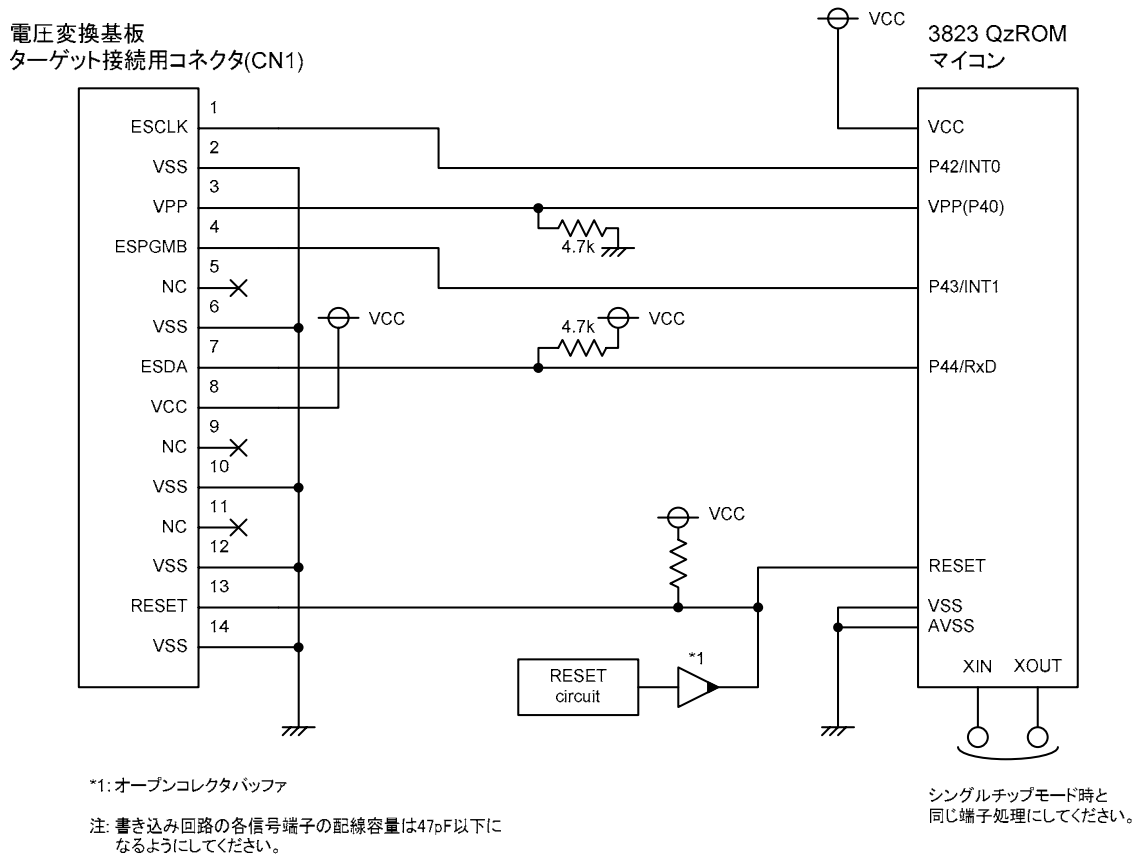 電圧変換基板
ターゲット接続用コネクタ(CN1)
VCC
3823 QzROM
マイコン
1
ESCLK
VCC
2
VSS
P42/INT0
3
VPP
VPP(P40)
4
4.7k
ESPGMB
5
NC
P43/INT1
6
VCC
4.7k
VCC
VSS
7
ESDA
P44/RxD
8
VCC
9
NC
10
VSS
11
VCC
NC
12
VSS
RESET
13
RESET
VSS
14
AVSS
VSS
*1
RESET
circuit
XIN
XOUT
*1: オープンコレクタバッファ
シングルチップモード時と
同じ端子処理にしてください。
注: 書き込み回路の各信号端子の配線容量は47pF以下に
なるようにしてください。